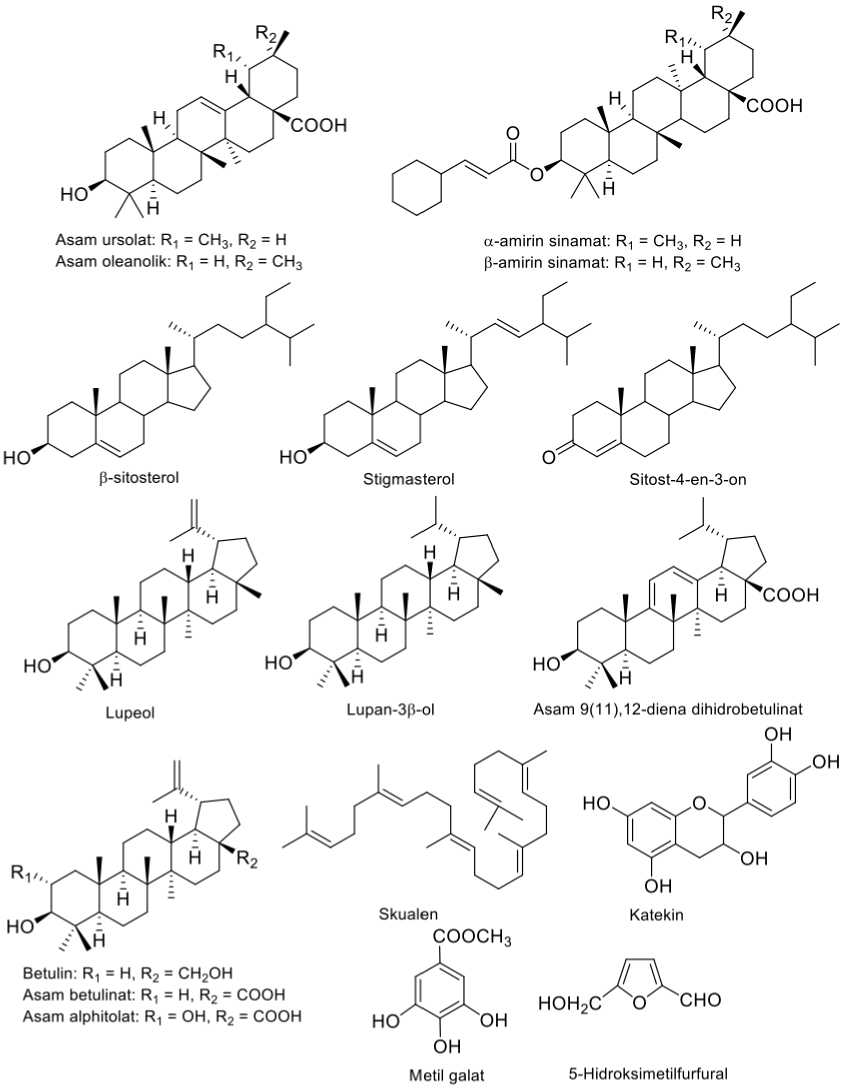 R₁
R₂
H
H
COOH
HO
H
Asam ursolat: R₁ = CH₃, R₂ = H
Asam oleanolik: R₁ = H, R₂ = CH₃
R₂
R₁
H
H
COOH
O
O
H
α-amirin sinamat: R₁ = CH₃, R₂ = H
β-amirin sinamat: R₁ = H, R₂ = CH₃
HO
β-sitosterol
HO
Stigmasterol
O
Sitost-4-en-3-on
H
H
H
HO
H
Lupeol
H
H
H
HO
H
Lupan-3β-ol
H
COOH
HO
H
Asam 9(11),12-diena dihidrobetulinat
H
H
R₂
R₁
H
HO
H
Betulin: R₁ = H, R₂ = CH₂OH
Asam betulinat: R₁ = H, R₂ = COOH
Asam alphitolat: R₁ = OH, R₂ = COOH
Skualen
OH
OH
HO
O
OH
OH
Katekin
COOCH₃
HO
OH
OH
Metil galat
HOH₂C
O
CHO
5-Hidroksimetilfurfural